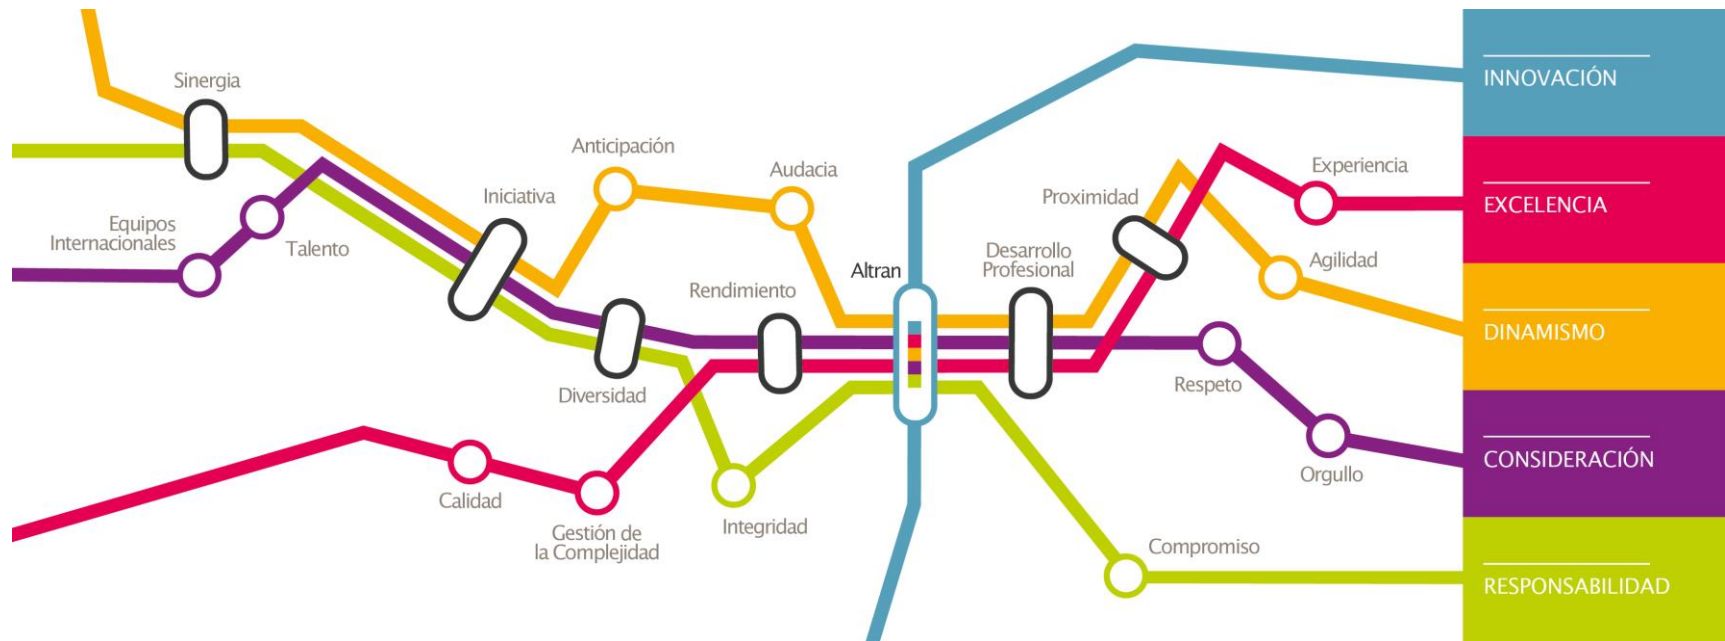 Sinergia
Equipos
Internacionales
Talento
Iniciativa
Anticipación
Audacia
Diversidad
Rendimiento
Calidad
Gestión de
la Complejidad
Integridad
Altran
Desarrollo
Profesional
Proximidad
Experiencia
Agilidad
Respeto
Orgullo
Compromiso
INNOVACIÓN
EXCELENCIA
DINAMISMO
CONSIDERACIÓN
RESPONSABILIDAD